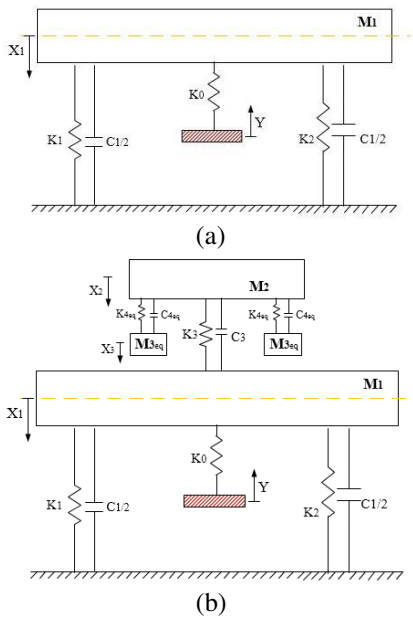 M1
X1
K0
Y
K1
C1/2
K2
C1/2
(a)
M2
X2
K4eq
C4eq
K4eq
C4eq
K3
C3
M3eq
M3eq
X3
M1
X1
K0
Y
K1
C1/2
K2
C1/2
(b)